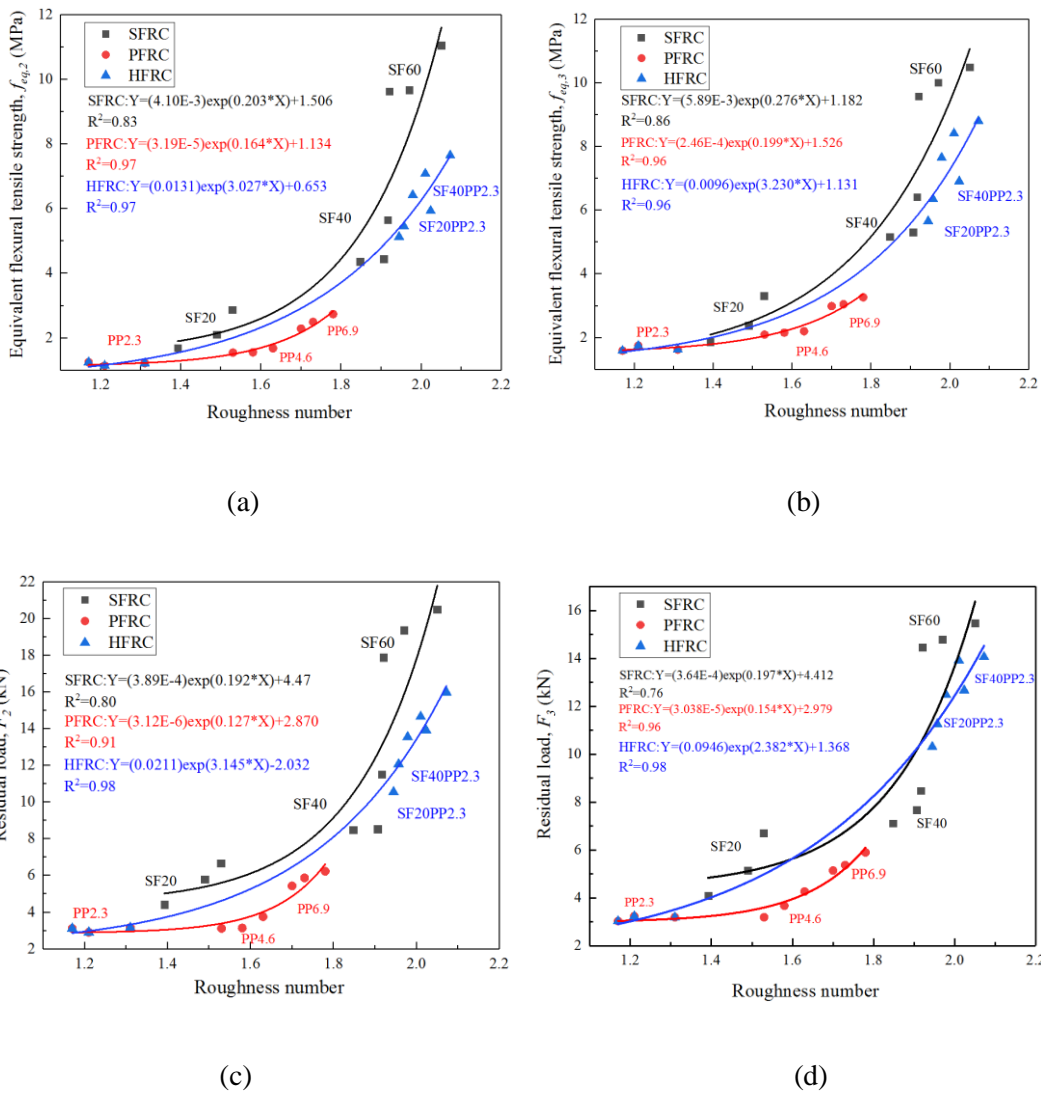 12
10
8
6
4
2
1.2
1.4
1.6
1.8
2.0
2.2
Equivalent flexural tensile strength, feq,2 (MPa)
Roughness number
SFRC
PFRC
HFRC
SFRC:Y=(4.10E-3)exp(0.203*X)+1.506
R²=0.83
PFRC:Y=(3.19E-5)exp(0.164*X)+1.134
R²=0.97
HFRC:Y=(0.0131)exp(3.027*X)+0.653
R²=0.97
SF60
SF40
SF40PP2.3
SF20PP2.3
SF20
PP2.3
PP6.9
PP4.6
(a)
12
10
8
6
4
2
1.2
1.4
1.6
1.8
2.0
2.2
Equivalent flexural tensile strength, feq,3 (MPa)
Roughness number
SFRC
PFRC
HFRC
SFRC:Y=(5.89E-3)exp(0.276*X)+1.182
R²=0.86
PFRC:Y=(2.46E-4)exp(0.199*X)+1.526
R²=0.96
HFRC:Y=(0.0096)exp(3.230*X)+1.131
R²=0.96
SF60
SF40
SF40PP2.3
SF20PP2.3
SF20
PP2.3
PP6.9
PP4.6
(b)
22
20
18
16
14
12
10
8
6
4
2
1.2
1.4
1.6
1.8
2.0
2.2
Residual load, F2 (kN)
Roughness number
SFRC
PFRC
HFRC
SFRC:Y=(3.89E-4)exp(0.192*X)+4.47
R²=0.80
PFRC:Y=(3.12E-6)exp(0.127*X)+2.870
R²=0.91
HFRC:Y=(0.0211)exp(3.145*X)-2.032
R²=0.98
SF60
SF40
SF40PP2.3
SF20PP2.3
SF20
PP2.3
PP6.9
PP4.6
(c)
16
14
12
10
8
6
4
2
1.2
1.4
1.6
1.8
2.0
2.2
Residual load, F3 (kN)
Roughness number
SFRC
PFRC
HFRC
SFRC:Y=(3.64E-4)exp(0.197*X)+4.412
R²=0.76
PFRC:Y=(3.038E-5)exp(0.154*X)+2.979
R²=0.96
HFRC:Y=(0.0946)exp(2.382*X)+1.368
R²=0.98
SF60
SF40PP2.3
SF20PP2.3
SF40
SF20
PP2.3
PP6.9
PP4.6
(d)